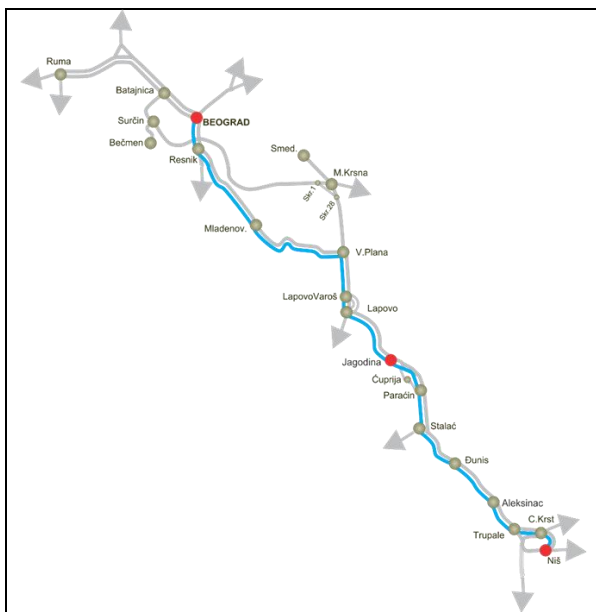 Ruma
Batajnica
Surčin
BEOGRAD
Bečmen
Resnik
Smed.
M.Krsna
Skr.1
Skr.28
Mladenov.
V.Plana
LapovoVaroš
Lapovo
Jagodina
Ćuprija
Paraćin
Stalać
Đunis
Aleksinac
Trupale
C.Krst
Niš